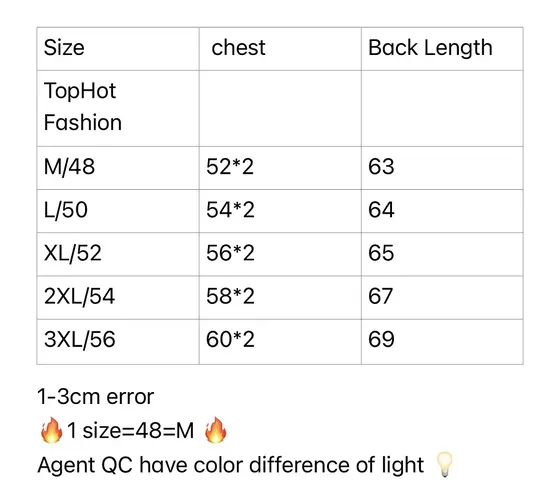 Size chest Back Length
TopHot
Fashion
M/48 52*2 63
L/50 54*2 64
XL/52 56*2 65
2XL/54 58*2 67
3XL/56 60*2 69
1-3cm error
🔥1 size=48=M 🔥
Agent QC have color difference of light 💡